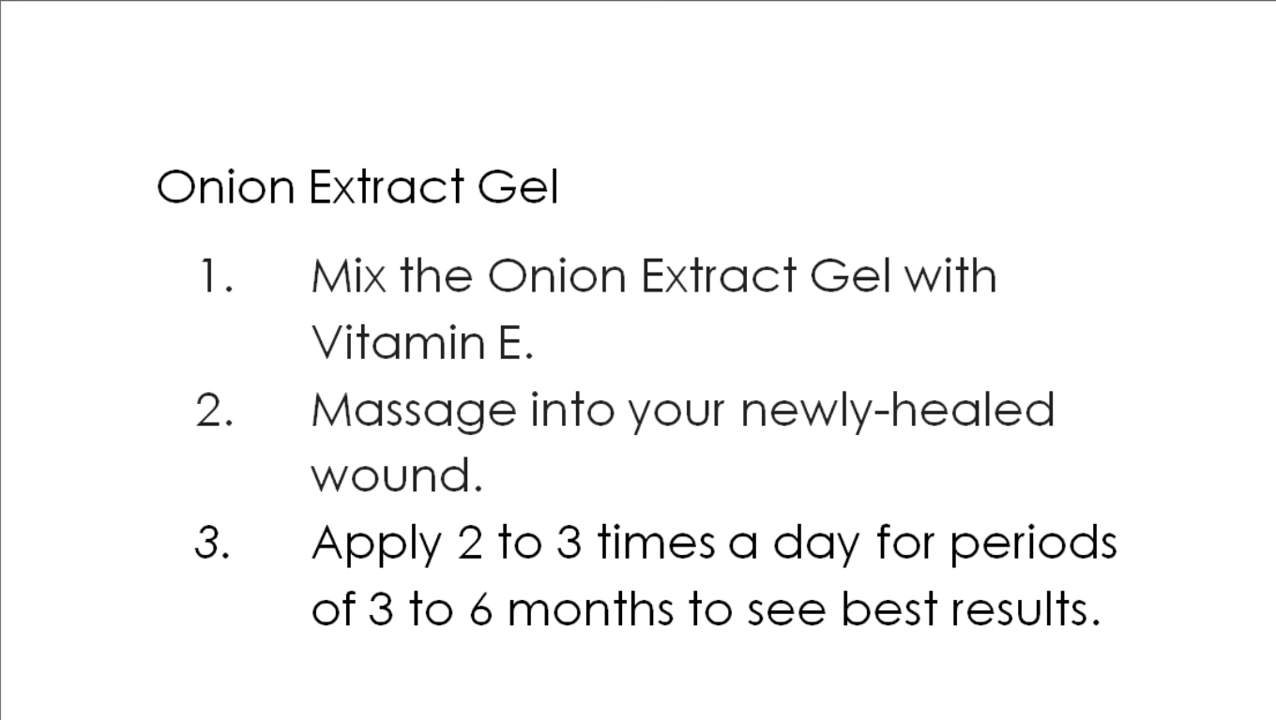 Onion Extract Gel
1. Mix the Onion Extract Gel with
Vitamin E.
2. Massage into your newly-healed
wound.
3. Apply 2 to 3 times a day for periods
of 3 to 6 months to see best results.